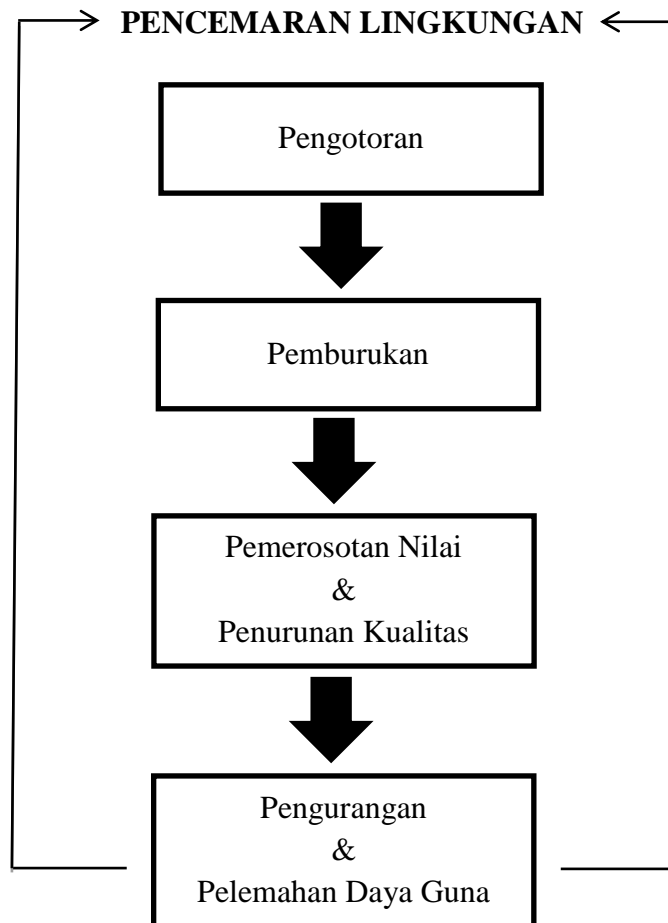 PENCEMARAN LINGKUNGAN
Pengotoran
Pemburukan
Pemerosotan Nilai
&
Penurunan Kualitas
Pengurangan
&
Pelemahan Daya Guna